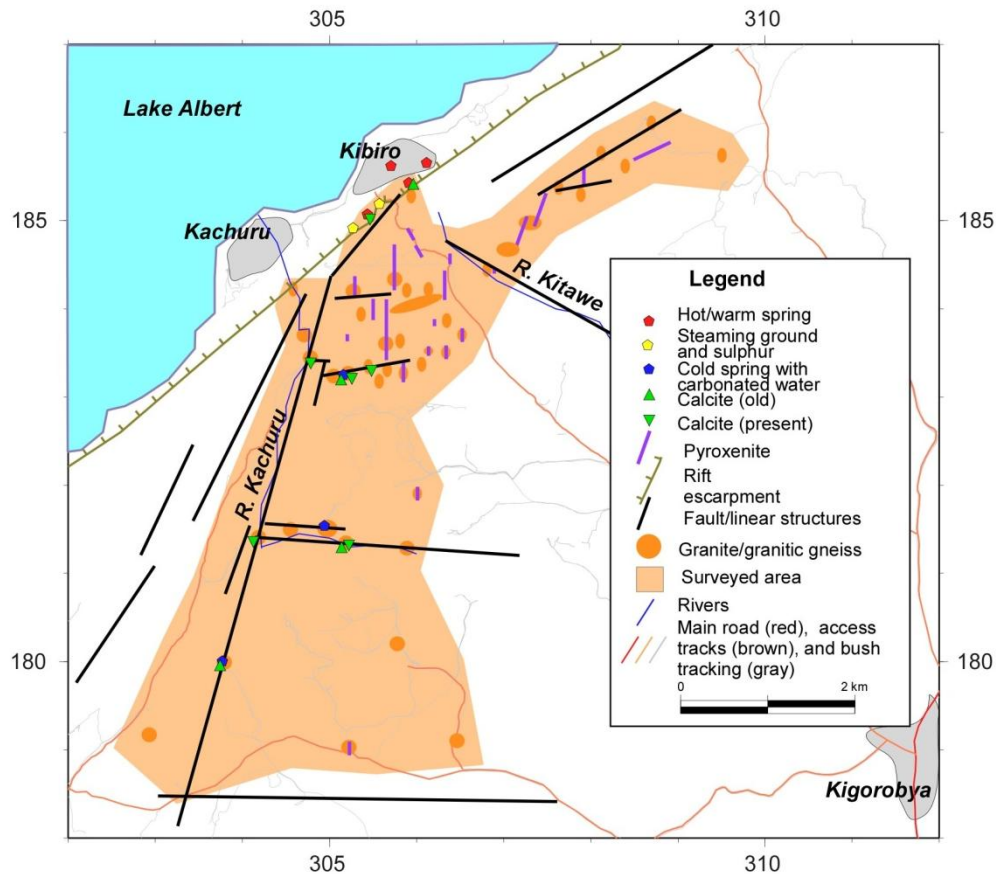 305
310
Lake Albert
Kibiro
185
185
Kachuru
R. Kitawe
R. Kachuru
Legend
Hot/warm spring
Steaming ground
and sulphur
Cold spring with
carbonated water
Calcite (old)
Calcite (present)
Pyroxenite
Rift
escarpment
Fault/linear structures
Granite/granitic gneiss
Surveyed area
Rivers
Main road (red), access
tracks (brown), and bush
tracking (gray)
0
2 km
180
180
Kigorobya
305
310